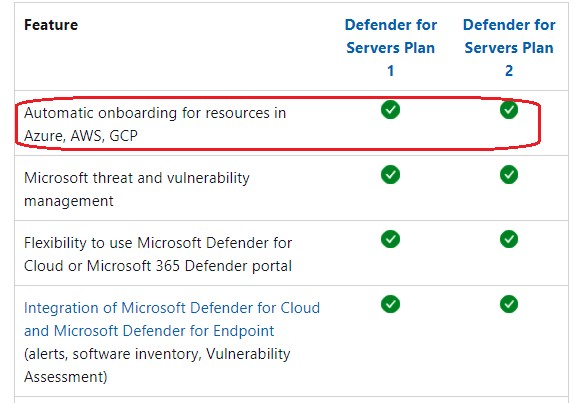 Feature
Defender for
Servers Plan
1
Defender for
Servers Plan
2
Automatic onboarding for resources in
Azure, AWS, GCP
Microsoft threat and vulnerability
management
Flexibility to use Microsoft Defender for
Cloud or Microsoft 365 Defender portal
Integration of Microsoft Defender for Cloud
and Microsoft Defender for Endpoint
(alerts, software inventory, Vulnerability
Assessment)